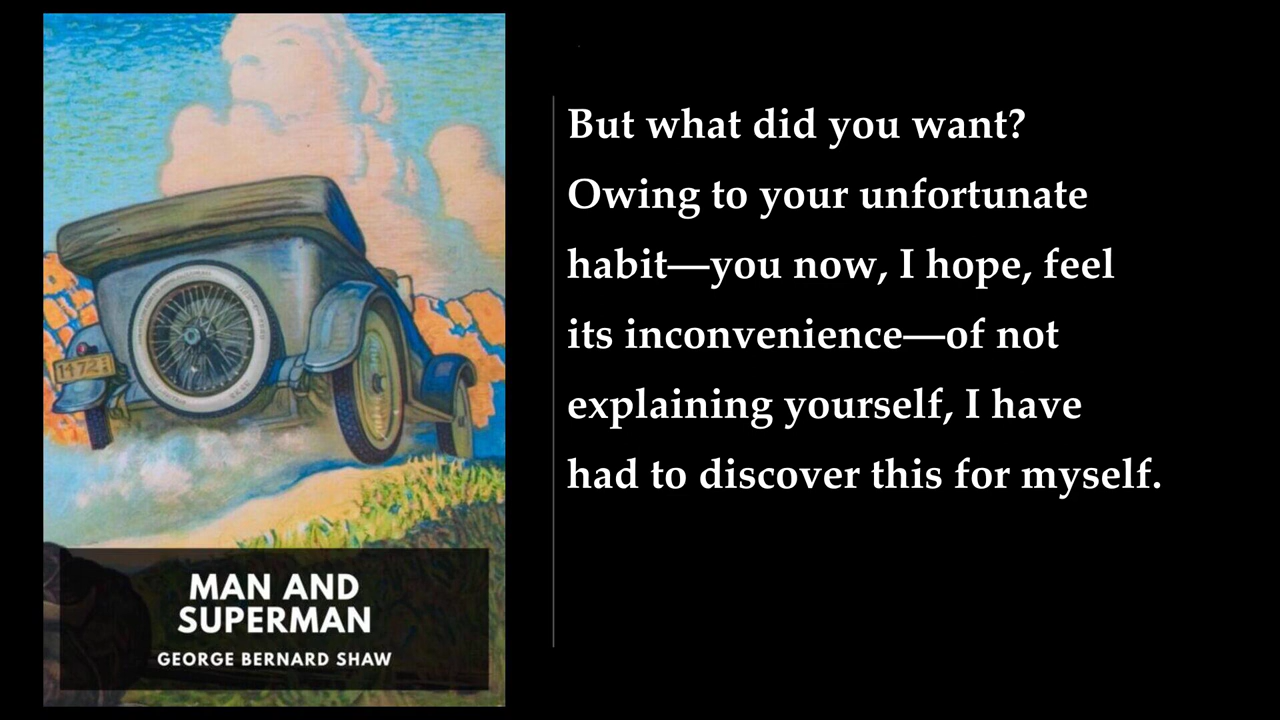 But what did you want?
Owing to your unfortunate
habit—you now, I hope, feel
its inconvenience—of not
explaining yourself, I have
had to discover this for myself.
1472
MAN AND
SUPERMAN
GEORGE BERNARD SHAW